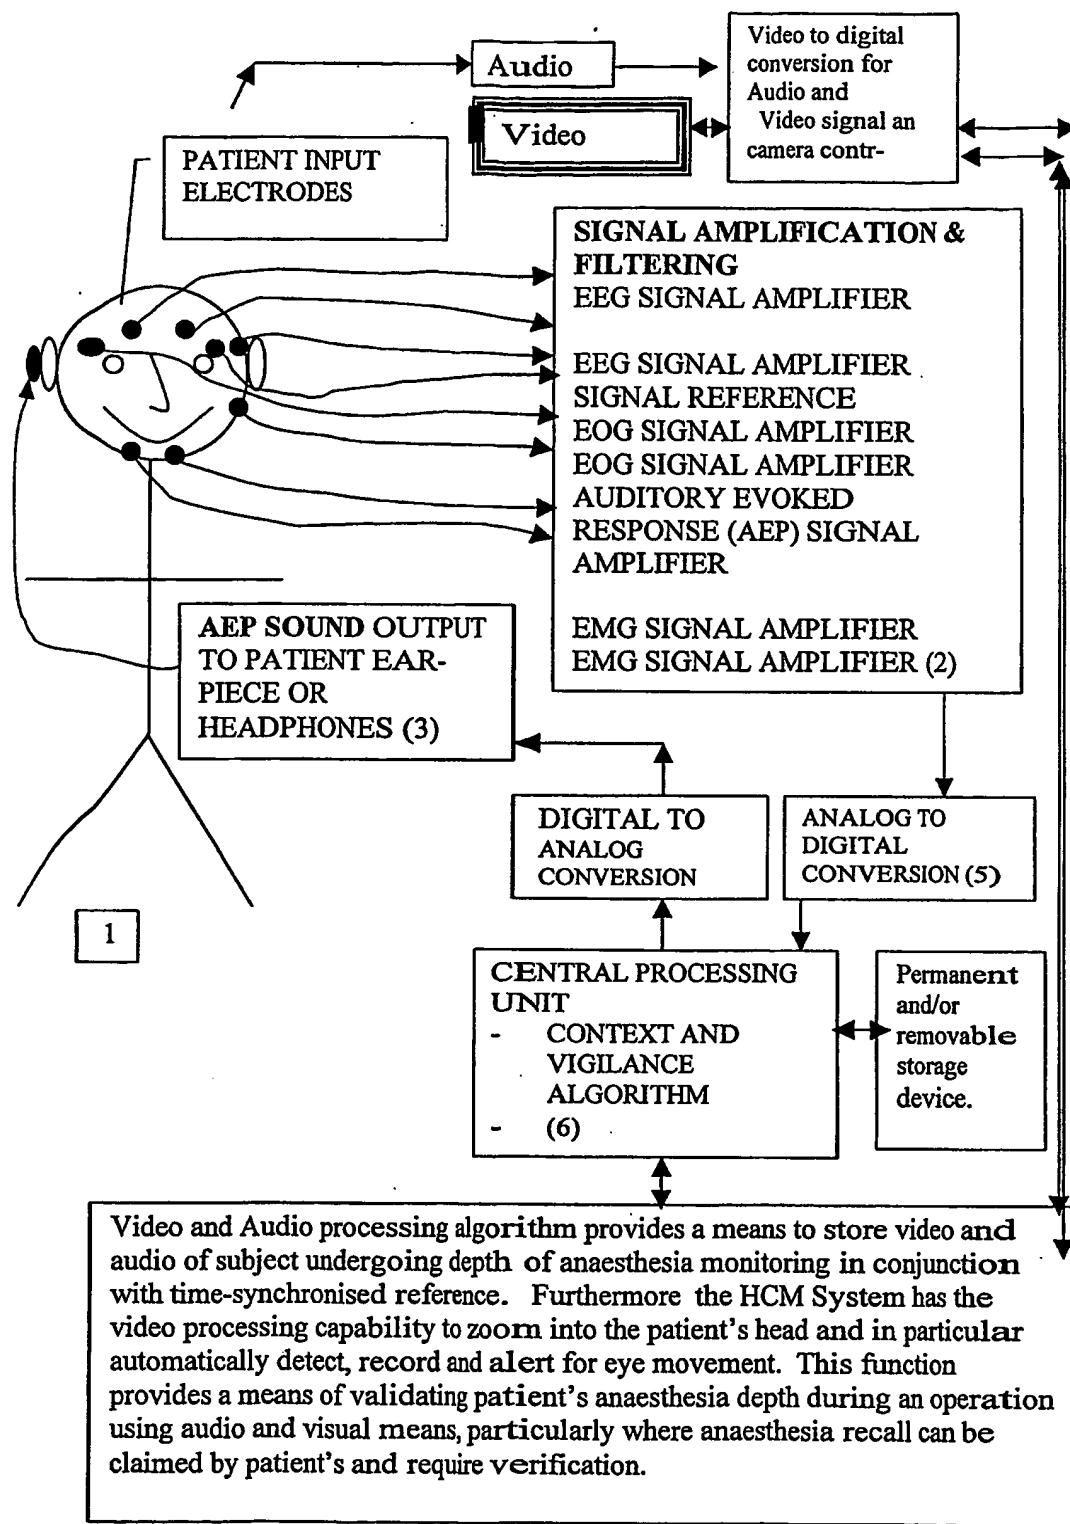 Audio
Video
Video to digital
conversion for
Audio and
Video signal an
camera contr-
PATIENT INPUT
ELECTRODES
SIGNAL AMPLIFICATION &
FILTERING
EEG SIGNAL AMPLIFIER
EEG SIGNAL AMPLIFIER
SIGNAL REFERENCE
EOG SIGNAL AMPLIFIER
EOG SIGNAL AMPLIFIER
AUDITORY EVOKED
RESPONSE (AEP) SIGNAL
AMPLIFIER
EMG SIGNAL AMPLIFIER
EMG SIGNAL AMPLIFIER (2)
AEP SOUND OUTPUT
TO PATIENT EAR-
PIECE OR
HEADPHONES (3)
DIGITAL TO
ANALOG
CONVERSION
ANALOG TO
DIGITAL
CONVERSION (5)
1
CENTRAL PROCESSING
UNIT
- CONTEXT AND
VIGILANCE
ALGORITHM
- (6)
Permanent
and/or
removable
storage
device.
Video and Audio processing algorithm provides a means to store video and
audio of subject undergoing depth of anaesthesia monitoring in conjunction
with time-synchronised reference. Furthermore the HCM System has the
video processing capability to zoom into the patient's head and in particular
automatically detect, record and alert for eye movement. This function
provides a means of validating patient's anaesthesia depth during an operation
using audio and visual means, particularly where anaesthesia recall can be
claimed by patient's and require verification.